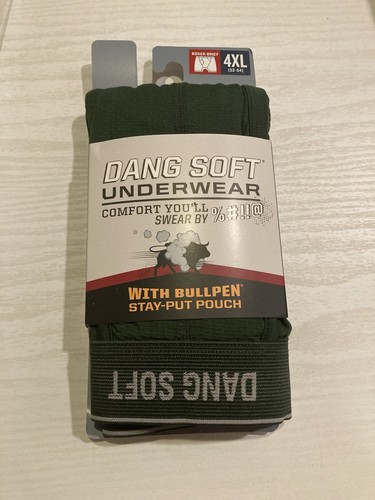 BOXER BRIEF
4XL
(52-54)
DANG SOFT®
UNDERWEAR
COMFORT YOU'LL
SWEAR BY %#!!@
WITH BULLPEN®
STAY-PUT POUCH
DANG SOFT